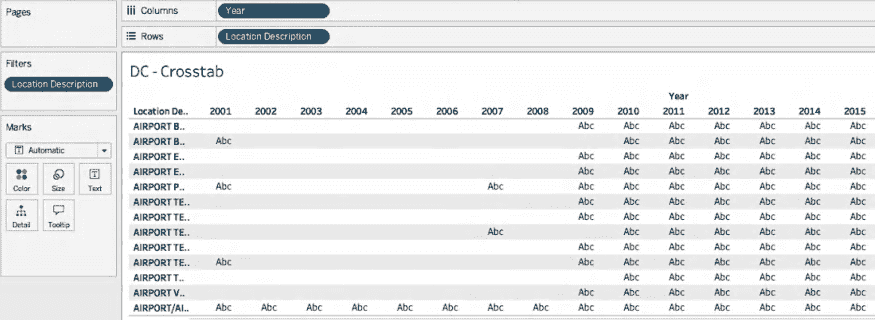 Pages
Columns
Year
Rows
Location Description
Filters
Location Description
Marks
Automatic
Color Size Text
Detail Tooltip
DC - Crosstab
Year
Location De.. 2001 2002 2003 2004 2005 2006 2007 2008 2009 2010 2011 2012 2013 2014 2015
AIRPORT B.. Abc Abc Abc Abc Abc Abc Abc
AIRPORT B.. Abc Abc Abc Abc Abc Abc Abc
AIRPORT E.. Abc Abc Abc Abc Abc Abc Abc
AIRPORT E.. Abc Abc Abc Abc Abc Abc Abc
AIRPORT P.. Abc Abc Abc Abc Abc Abc Abc Abc Abc
AIRPORT TE.. Abc Abc Abc Abc Abc Abc Abc
AIRPORT TE.. Abc Abc Abc Abc Abc Abc Abc
AIRPORT TE.. Abc Abc Abc Abc Abc Abc Abc Abc
AIRPORT TE.. Abc Abc Abc Abc Abc Abc Abc
AIRPORT TE.. Abc Abc Abc Abc Abc Abc Abc Abc
AIRPORT T.. Abc Abc Abc Abc Abc Abc
AIRPORT V.. Abc Abc Abc Abc Abc Abc Abc
AIRPORT/AI.. Abc Abc Abc Abc Abc Abc Abc Abc Abc Abc Abc Abc Abc Abc